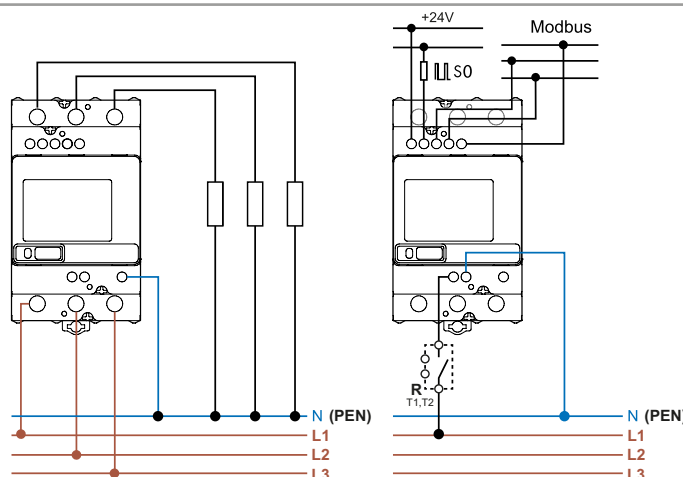 +24V
Modbus
S0
R
T1,T2
N (PEN)
L1
L2
L3
N (PEN)
L1
L2
L3